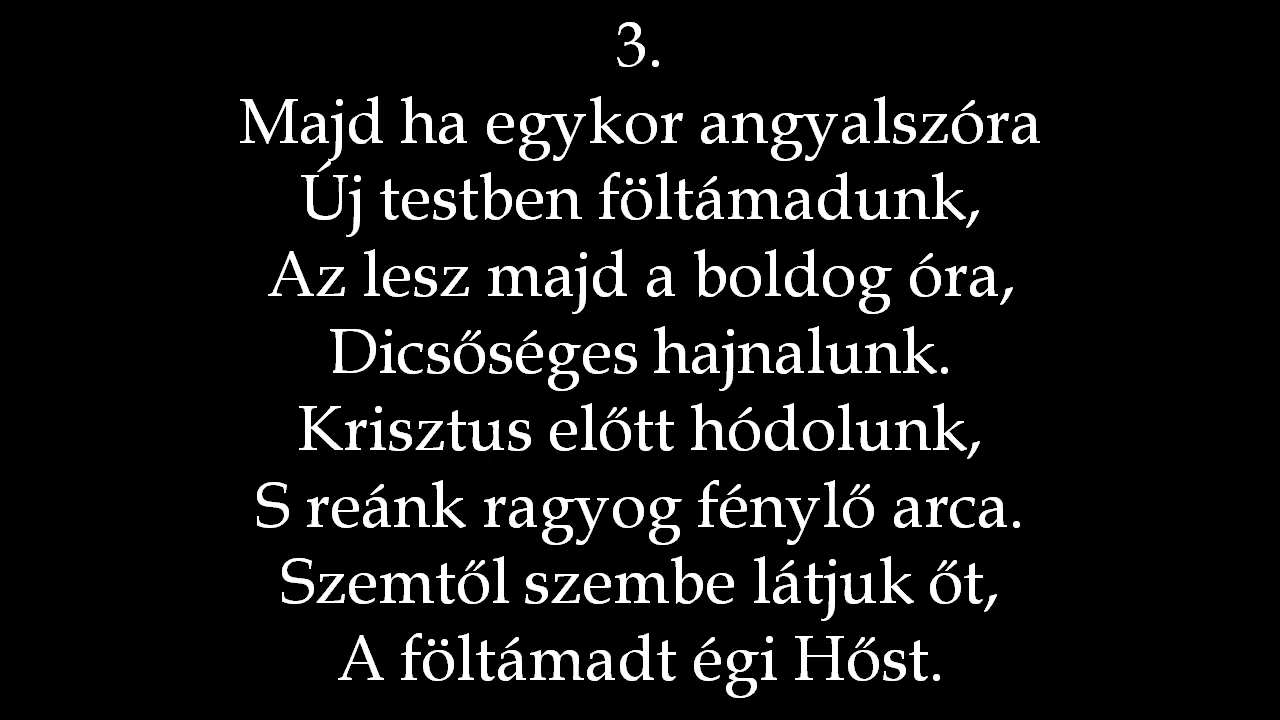 3.
Majd ha egykor angyalszóra
Új testben föltámadunk,
Az lesz majd a boldog óra,
Dicsőséges hajnalunk.
Krisztus előtt hódolunk,
S reánk ragyog fénylő arca.
Szemtől szembe látjuk őt,
A föltámadt égi Hőst.